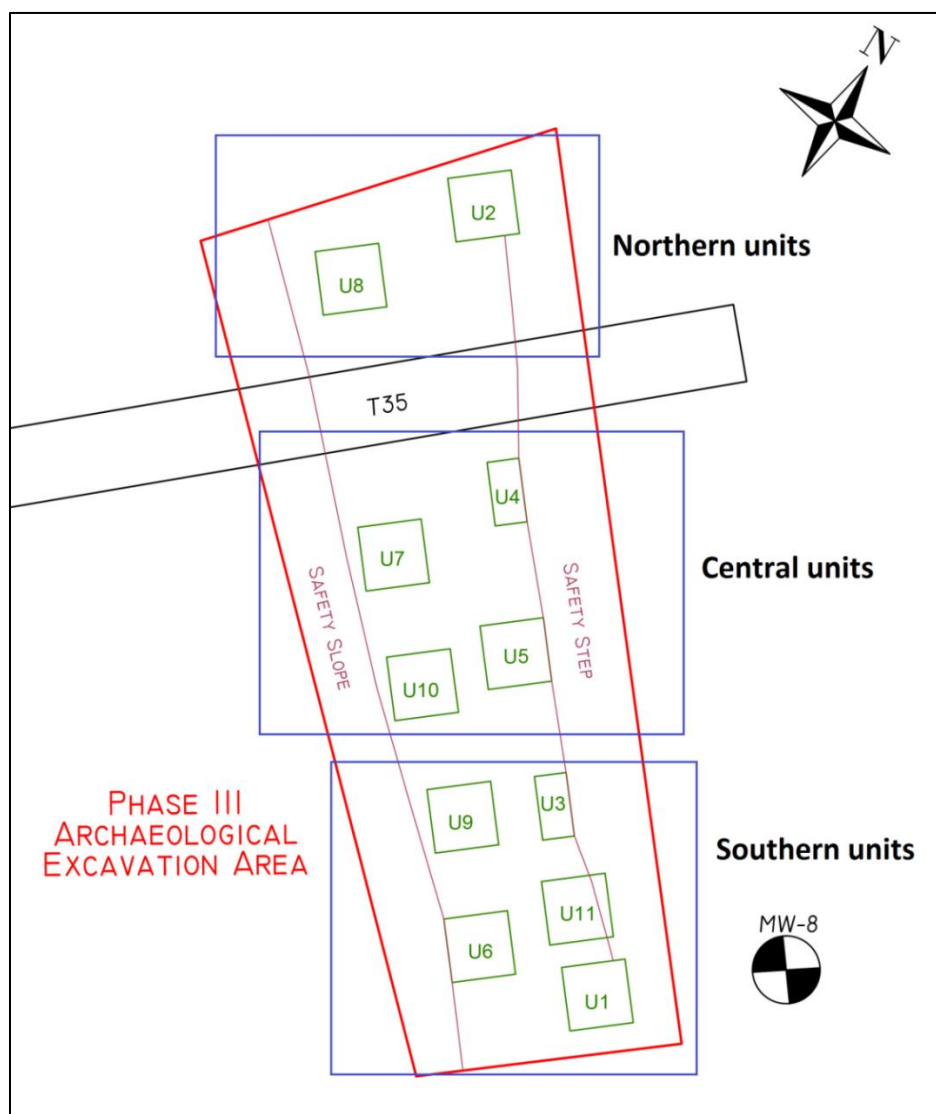 N
U2
Northern units
U8
T35
U4
U7
Central units
SAFETY SLOPE
SAFETY STEP
U5
U10
PHASE III
ARCHAEOLOGICAL
EXCAVATION AREA
U3
U9
Southern units
U11
MW-8
U6
U1